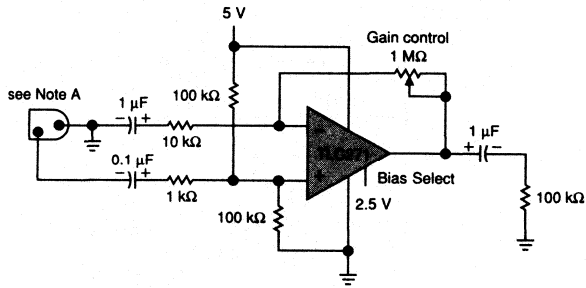 5 V
Gain control
1 MΩ
see Note A
100 kΩ
1 μF
− +
10 kΩ
−
1 μF
+ −
0.1 μF
− +
1 kΩ
+
Bias Select
2.5 V
100 kΩ
100 kΩ